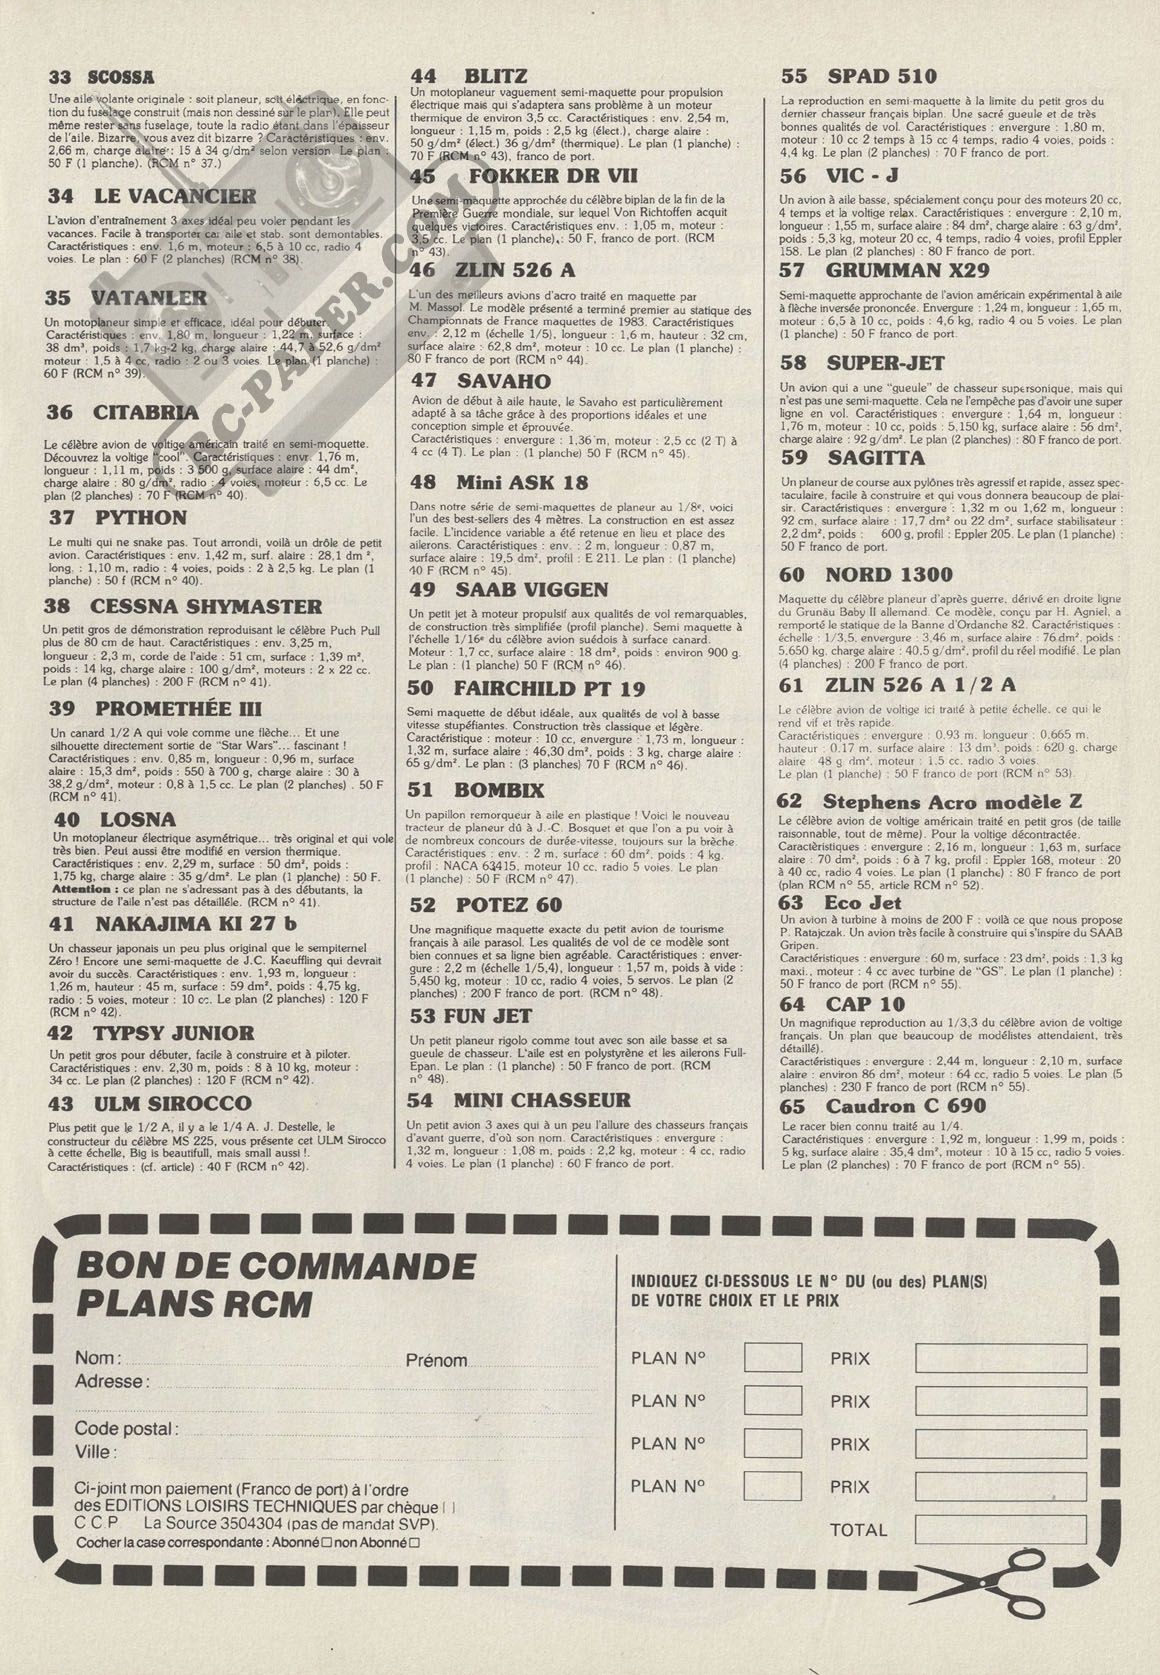 33 SCOSSA
Une aile volante originale : soit planeur, soit électrique, en fonc-
tion du fuselage construit (mais non dessiné sur le plan). Elle peut
même rester sans fuselage, toute la radio étant dans l'épaisseur
de l'aile. Bizarre, vous avez dit bizarre ? Caractéristiques : env.
2,66 m, charge alaire : 15 à 34 g/dm² selon version. Le plan :
50 F (1 planche). (RCM n° 37.)
34 LE VACANCIER
L'avion d'entraînement 3 axes idéal peu voler pendant les
vacances. Facile à transporter car aile et stab. sont demontables.
Caractéristiques : env. 1,6 m, moteur : 6,5 à 10 cc, radio 4
voies. Le plan : 60 F (2 planches) (RCM n° 38).
35 VATANLER
Un motoplaneur simple et efficace, idéal pour débuter.
Caractéristiques : env. 1,80 m, longueur : 1,22 m, surface :
38 dm², poids : 1,7 kg-2 kg, charge alaire : 44,7 à 52,6 g/dm²
moteur : 1,5 à 4 cc, radio : 2 ou 3 voies. Le plan (1 planche) :
60 F (RCM n° 39).
36 CITABRIA
Le célèbre avion de voltige américain traité en semi-moquette.
Découvrez la voltige "cool". Caractéristiques : envr. 1,76 m,
longueur : 1,11 m, poids : 3 500 g, surface alaire : 44 dm²,
charge alaire : 80 g/dm², radio : 4 voies, moteur : 6,5 cc. Le
plan (2 planches) : 70 F (RCM n° 40).
37 PYTHON
Le multi qui ne snake pas. Tout arrondi, voilà un drôle de petit
avion. Caractéristiques : env. 1,42 m, surf. alaire : 28,1 dm ²,
long. : 1,10 m, radio : 4 voies, poids : 2 à 2,5 kg. Le plan (1
planche) : 50 f (RCM n° 40).
38 CESSNA SHYMASTER
Un petit gros de démonstration reproduisant le célèbre Puch Pull
plus de 80 cm de haut. Caractéristiques : env. 3,25 m,
longueur : 2,3 m, corde de l'aide : 51 cm, surface : 1,39 m²,
poids : 14 kg, charge alaire : 100 g/dm², moteurs : 2 x 22 cc.
Le plan (4 planches) : 200 F (RCM n° 41).
39 PROMETHÉE III
Un canard 1/2 A qui vole comme une flèche... Et une
silhouette directement sortie de "Star Wars"... fascinant !
Caractéristiques : env. 0,85 m, longueur : 0,96 m, surface
alaire : 15,3 dm², poids : 550 à 700 g, charge alaire : 30 à
38,2 g/dm², moteur : 0,8 à 1,5 cc. Le plan (2 planches) . 50 F
(RCM n° 41).
40 LOSNA
Un motoplaneur électrique asymétrique... très original et qui vole
très bien. Peut aussi être modifié en version thermique.
Caractéristiques : env. 2,29 m, surface : 50 dm², poids :
1,75 kg, charge alaire : 35 g/dm². Le plan (1 planche) : 50 F.
Attention : ce plan ne s'adressant pas à des débutants, la
structure de l'aile n'est pas détaillèle. (RCM n° 41).
41 NAKAJIMA KI 27 b
Un chasseur japonais un peu plus original que le sempiternel
Zéro ! Encore une semi-maquette de J.C. Kaeuffling qui devrait
avoir du succès. Caractéristiques : env. 1,93 m, longueur :
1,26 m, hauteur : 45 m, surface : 59 dm², poids : 4,75 kg,
radio : 5 voies, moteur : 10 cc. Le plan (2 planches) : 120 F
(RCM n° 42).
42 TYPSY JUNIOR
Un petit gros pour débuter, facile à construire et à piloter.
Caractéristiques : env. 2,30 m, poids : 8 à 10 kg, moteur :
34 cc. Le plan (2 planches) : 120 F (RCM n° 42).
43 ULM SIROCCO
Plus petit que le 1/2 A, il y a le 1/4 A. J. Destelle, le
constructeur du célèbre MS 225, vous présente cet ULM Sirocco
à cette échelle, Big is beautifull, mais small aussi !.
Caractéristiques : (cf. article) : 40 F (RCM n° 42).
44 BLITZ
Un motoplaneur vaguement semi-maquette pour propulsion
électrique mais qui s'adaptera sans problème à un moteur
thermique de environ 3,5 cc. Caractéristiques : env. 2,54 m,
longueur : 1,15 m, poids : 2,5 kg (élect.), charge alaire :
50 g/dm² (élect.) 36 g/dm² (thermique). Le plan (1 planche) :
70 F (RCM n° 43), franco de port.
45 FOKKER DR VII
Une semi-maquette approchée du célèbre biplan de la fin de la
Première Guerre mondiale, sur lequel Von Richtoffen acquit
quelques victoires. Caractéristiques env. : 1,05 m, moteur :
3,5 cc. Le plan (1 planche), : 50 F, franco de port. (RCM
n° 43).
46 ZLIN 526 A
L'un des meilleurs avions d'acro traité en maquette par
M. Massol. Le modèle présenté a terminé premier au statique des
Championnats de France maquettes de 1983. Caractéristiques
env. : 2,12 m (échelle 1/5), longueur : 1,6 m, hauteur : 32 cm,
surface alaire : 62,8 dm², moteur : 10 cc. Le plan (1 planche) :
80 F franco de port (RCM n° 44).
47 SAVAHO
Avion de début à aile haute, le Savaho est particulièrement
adapté à sa tâche grâce à des proportions idéales et une
conception simple et éprouvée.
Caractéristiques : envergure : 1,36 m, moteur : 2,5 cc (2 T) à
4 cc (4 T). Le plan : (1 planche) 50 F (RCM n° 45).
48 Mini ASK 18
Dans notre série de semi-maquettes de planeur au 1/8e, voici
l'un des best-sellers des 4 mètres. La construction en est assez
facile. L'incidence variable a été retenue en lieu et place des
ailerons. Caractéristiques : env. : 2 m, longueur : 0,87 m,
surface alaire : 19,5 dm², profil : E 211. Le plan : (1 planche)
40 F (RCM n° 45).
49 SAAB VIGGEN
Un petit jet à moteur propulsif aux qualités de vol remarquables,
de construction très simplifiée (profil planche). Semi maquette à
l'échelle 1/16e du célèbre avion suédois à surface canard.
Moteur : 1,7 cc, surface alaire : 18 dm², poids : environ 900 g.
Le plan : (1 planche) 50 F (RCM n° 46).
50 FAIRCHILD PT 19
Semi maquette de début idéale, aux qualités de vol à basse
vitesse stupéfiantes. Construction très classique et légère.
Caractéristique : moteur : 10 cc, envergure : 1,73 m, longueur :
1,32 m, surface alaire : 46,30 dm², poids : 3 kg, charge alaire :
65 g/dm². Le plan : (3 planches) 70 F (RCM n° 46).
51 BOMBIX
Un papillon remorqueur à aile en plastique ! Voici le nouveau
tracteur de planeur dû à J.-C. Bosquet et que l'on a pu voir à
de nombreux concours de durée-vitesse, toujours sur la brèche.
Caractéristiques : env. : 2 m, surface : 60 dm², poids : 4 kg,
profil : NACA 63415, moteur 10 cc, radio 5 voies. Le plan
(1 planche) : 50 F (RCM n° 47).
52 POTEZ 60
Une magnifique maquette exacte du petit avion de tourisme
français à aile parasol. Les qualités de vol de ce modèle sont
bien connues et sa ligne bien agréable. Caractéristiques : enver-
gure : 2,2 m (échelle 1/5,4), longueur : 1,57 m, poids à vide :
5,450 kg, moteur : 10 cc, radio 4 voies, 5 servos. Le plan (2
planches) : 200 F franco de port. (RCM n° 48).
53 FUN JET
Un petit planeur rigolo comme tout avec son aile basse et sa
gueule de chasseur. L'aile est en polystyrène et les ailerons Full-
Epan. Le plan : (1 planche) : 50 F franco de port. (RCM
n° 48).
54 MINI CHASSEUR
Un petit avion 3 axes qui à un peu l'allure des chasseurs français
d'avant guerre, d'où son nom. Caractéristiques : envergure :
1,32 m, longueur : 1,08 m, poids : 2,2 kg, moteur : 4 cc, radio
4 voies. Le plan (1 planche) : 60 F franco de port.
55 SPAD 510
La reproduction en semi-maquette à la limite du petit gros du
dernier chasseur français biplan. Une sacré gueule et de très
bonnes qualités de vol. Caractéristiques : envergure : 1,80 m,
moteur : 10 cc 2 temps à 15 cc 4 temps, radio 4 voies, poids :
4,4 kg. Le plan (2 planches) : 70 F franco de port.
56 VIC - J
Un avion à aile basse, spécialement conçu pour des moteurs 20 cc,
4 temps et la voltige relax. Caractéristiques : envergure : 2,10 m,
longueur : 1,55 m, surface alaire : 84 dm², charge alaire : 63 g/dm²,
poids : 5,3 kg, moteur 20 cc, 4 temps, radio 4 voies, profil Eppler
158. Le plan (2 planches) : 80 F franco de port.
57 GRUMMAN X29
Semi-maquette approchante de l'avion américain expérimental à aile
à flèche inversée prononcée. Envergure : 1,24 m, longueur : 1,65 m,
moteur : 6,5 à 10 cc, poids : 4,6 kg, radio 4 ou 5 voies. Le plan
(1 planche) : 50 F franco de port.
58 SUPER-JET
Un avion qui a une "gueule" de chasseur supersonique, mais qui
n'est pas une semi-maquette. Cela ne l'empêche pas d'avoir une super
ligne en vol. Caractéristiques : envergure : 1,64 m, longueur :
1,76 m, moteur : 10 cc, poids : 5,150 kg, surface alaire : 56 dm²,
charge alaire : 92 g/dm². Le plan (2 planches) : 80 F franco de port.
59 SAGITTA
Un planeur de course aux pylônes très agressif et rapide, assez spec-
taculaire, facile à construire et qui vous donnera beaucoup de plai-
sir. Caractéristiques : envergure : 1,32 m ou 1,62 m, longueur :
92 cm, surface alaire : 17,7 dm² ou 22 dm², surface stabilisateur :
2,2 dm², poids : 600 g, profil : Eppler 205. Le plan (1 planche) :
50 F franco de port.
60 NORD 1300
Maquette du célèbre planeur d'après guerre, dérivé en droite ligne
du Grunäu Baby II allemand. Ce modèle, conçu par H. Agniel, a
remporté le statique de la Banne d'Ordanche 82. Caractéristiques :
échelle : 1/3,5, envergure : 3,46 m, surface alaire : 76 dm², poids :
5,650 kg, charge alaire : 40,5 g/dm², profil du réel modifié. Le plan
(4 planches) : 200 F franco de port.
61 ZLIN 526 A 1/2 A
Le célèbre avion de voltige ici traité à petite échelle, ce qui le
rend vif et très rapide.
Caractéristiques : envergure : 0.93 m, longueur : 0.665 m,
hauteur : 0.17 m, surface alaire : 13 dm², poids : 620 g, charge
alaire : 48 g/dm², moteur : 1.5 cc, radio 3 voies.
Le plan (1 planche) : 50 F franco de port (RCM n° 53).
62 Stephens Acro modèle Z
Le célèbre avion de voltige américain traité en petit gros (de taille
raisonnable, tout de même). Pour la voltige décontractée.
Caractèristiques : envergure : 2,16 m, longueur : 1,63 m, surface
alaire : 70 dm², poids : 6 à 7 kg, profil : Eppler 168, moteur : 20
à 40 cc, radio 4 voies. Le plan (1 planche) : 80 F franco de port
(plan RCM n° 55, article RCM n° 52).
63 Eco Jet
Un avion à turbine à moins de 200 F : voilà ce que nous propose
P. Ratajczak. Un avion très facile à construire qui s'inspire du SAAB
Gripen.
Caractéristiques : envergure : 60 m, surface : 23 dm², poids : 1,3 kg
maxi., moteur : 4 cc avec turbine de "GS". Le plan (1 planche) :
50 F franco de port (RCM n° 55).
64 CAP 10
Un magnifique reproduction au 1/3,3 du célèbre avion de voltige
français. Un plan que beaucoup de modélistes attendaient, très
détaillé).
Caractéristiques : envergure : 2,44 m, longueur : 2,10 m, surface
alaire : environ 86 dm², moteur : 64 cc, radio 5 voies. Le plan (5
planches) : 230 F franco de port (RCM n° 55).
65 Caudron C 690
Le racer bien connu traité au 1/4.
Caractéristiques : envergure : 1,92 m, longueur : 1,99 m, poids :
5 kg, surface alaire : 35,4 dm², moteur : 10 à 15 cc, radio 5 voies.
Le plan (2 planches) : 70 F franco de port (RCM n° 55).
RC-PAPER.COM
BON DE COMMANDE
PLANS RCM
Nom : Prénom
Adresse :
Code postal :
Ville :
Ci-joint mon paiement (Franco de port) à l'ordre
des EDITIONS LOISIRS TECHNIQUES par chèque | |
C C P La Source 3504304 (pas de mandat SVP).
Cocher la case correspondante : Abonné □ non Abonné □
INDIQUEZ CI-DESSOUS LE N° DU (ou des) PLAN(S)
DE VOTRE CHOIX ET LE PRIX
PLAN N° PRIX
PLAN N° PRIX
PLAN N° PRIX
PLAN N° PRIX
TOTAL